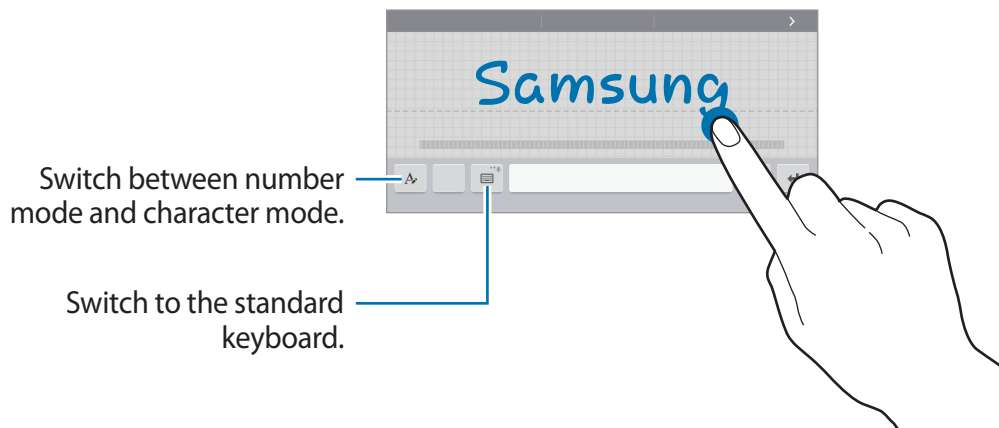 Samsung
Switch between number
mode and character mode.
Switch to the standard
keyboard.